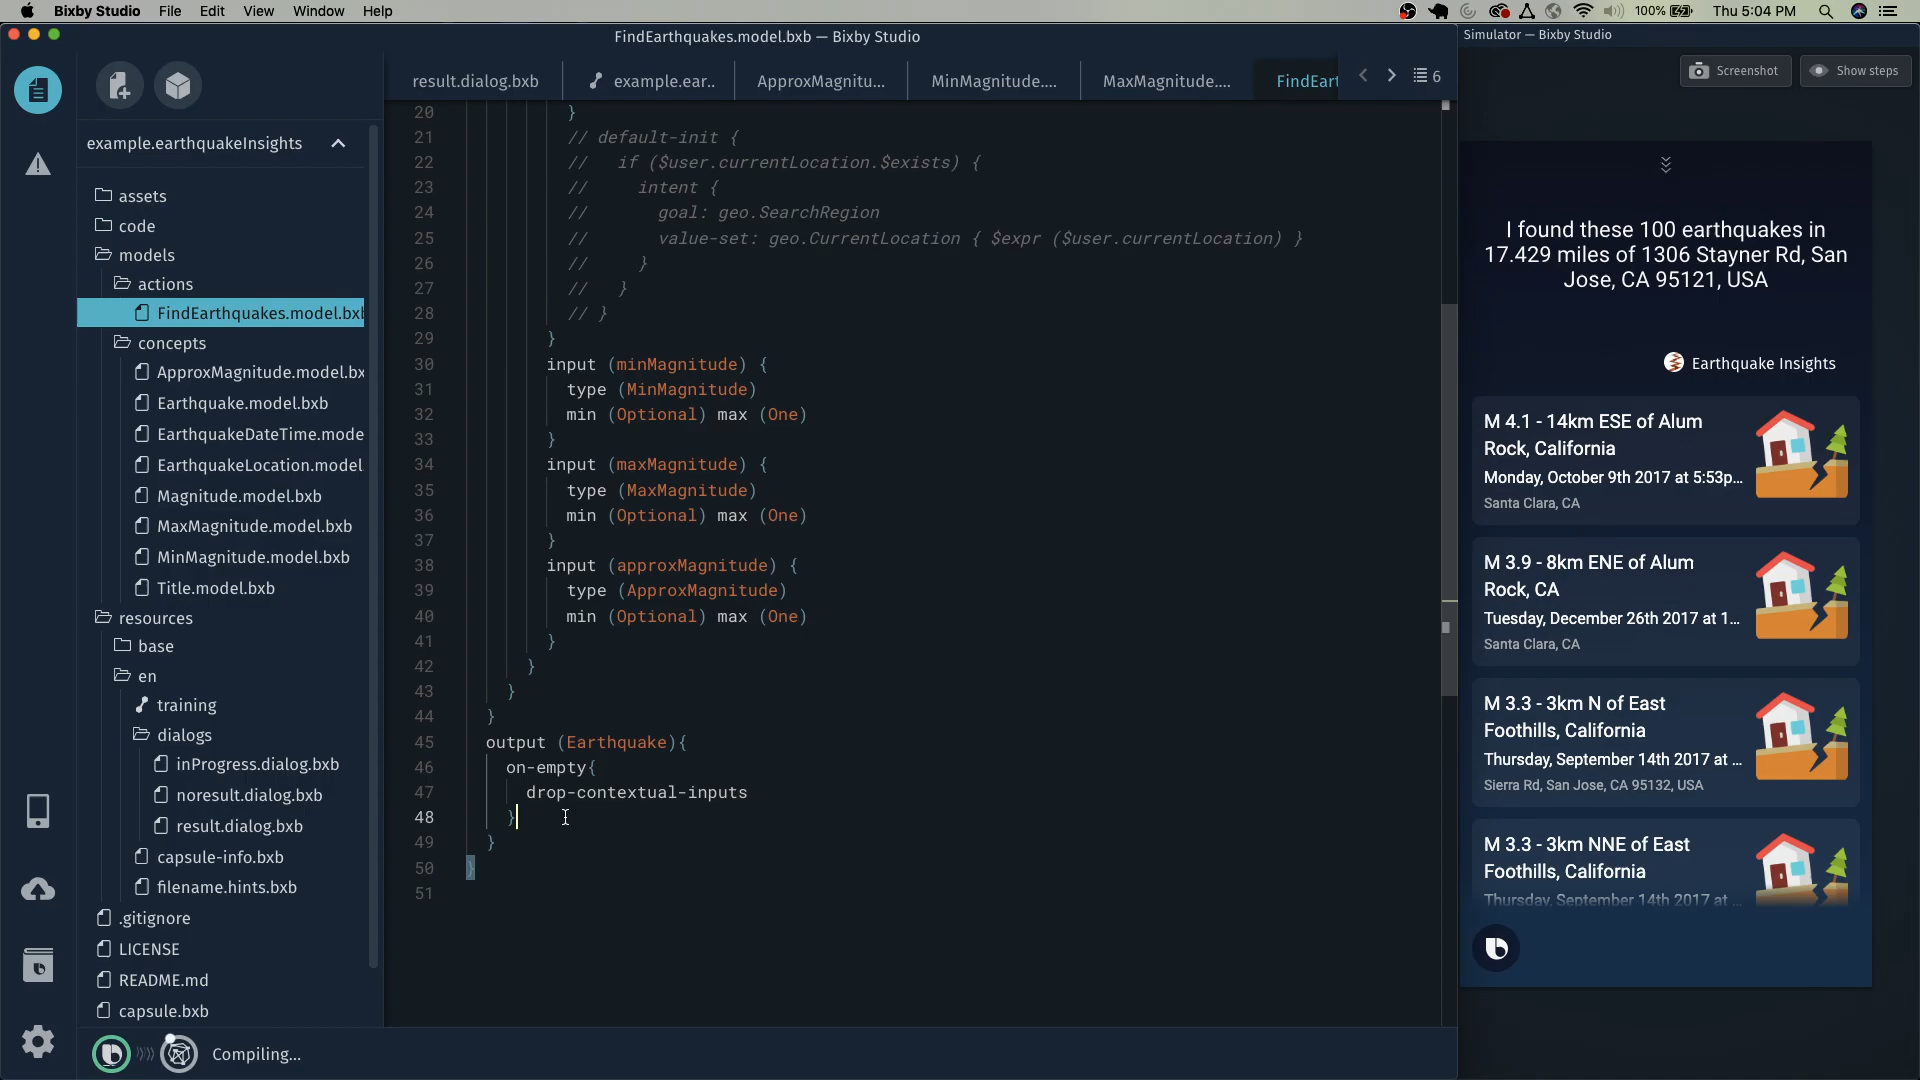 Bixby Studio File Edit View Window Help
100% Thu 5:04 PM
FindEarthquakes.model.bxb — Bixby Studio
Simulator — Bixby Studio
result.dialog.bxb
example.ear..
ApproxMagnitu...
MinMagnitude....
MaxMagnitude....
FindEart
6
Screenshot
Show steps
example.earthquakeInsights
assets
code
models
actions
FindEarthquakes.model.bxb
concepts
ApproxMagnitude.model.bx
Earthquake.model.bxb
EarthquakeDateTime.mode
EarthquakeLocation.model.
Magnitude.model.bxb
MaxMagnitude.model.bxb
MinMagnitude.model.bxb
Title.model.bxb
resources
base
en
training
dialogs
inProgress.dialog.bxb
noresult.dialog.bxb
result.dialog.bxb
capsule-info.bxb
filename.hints.bxb
.gitignore
LICENSE
README.md
capsule.bxb
Compiling...
20 }
21 // default-init {
22 // if ($user.currentLocation.$exists) {
23 // intent {
24 // goal: geo.SearchRegion
25 // value-set: geo.CurrentLocation { $expr ($user.currentLocation) }
26 // }
27 // }
28 // }
29 }
30 input (minMagnitude) {
31 type (MinMagnitude)
32 min (Optional) max (One)
33 }
34 input (maxMagnitude) {
35 type (MaxMagnitude)
36 min (Optional) max (One)
37 }
38 input (approxMagnitude) {
39 type (ApproxMagnitude)
40 min (Optional) max (One)
41 }
42 }
43 }
44 }
45 output (Earthquake){
46 on-empty{
47 drop-contextual-inputs
48 }
49 }
50 }
51
I found these 100 earthquakes in
17.429 miles of 1306 Stayner Rd, San
Jose, CA 95121, USA
Earthquake Insights
M 4.1 - 14km ESE of Alum
Rock, California
Monday, October 9th 2017 at 5:53p...
Santa Clara, CA
M 3.9 - 8km ENE of Alum
Rock, CA
Tuesday, December 26th 2017 at 1...
Santa Clara, CA
M 3.3 - 3km N of East
Foothills, California
Thursday, September 14th 2017 at ...
Sierra Rd, San Jose, CA 95132, USA
M 3.3 - 3km NNE of East
Foothills, California
Thursday, September 14th 2017 at ...